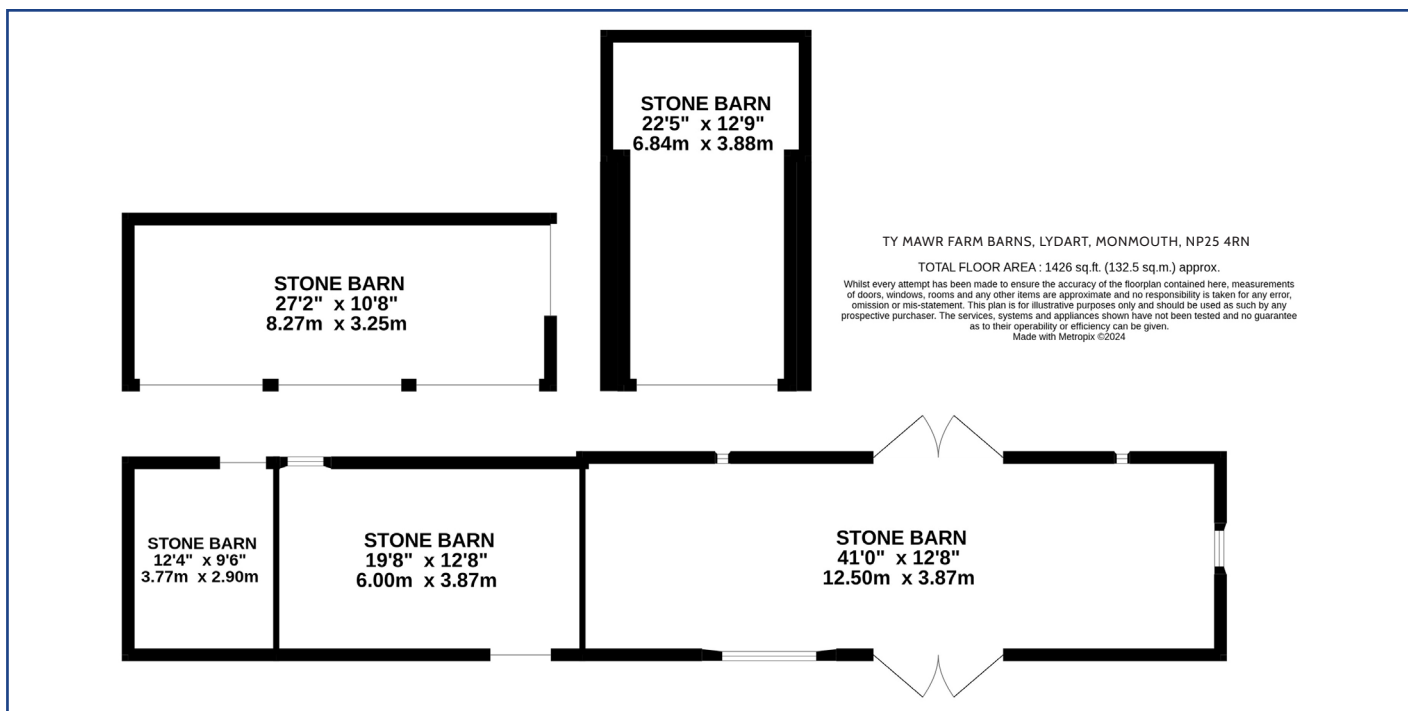 STONE BARN
22'5" x 12'9"
6.84m x 3.88m
STONE BARN
27'2" x 10'8"
8.27m x 3.25m
TY MAWR FARM BARNS, LYDART, MONMOUTH, NP25 4RN
TOTAL FLOOR AREA : 1426 sq.ft. (132.5 sq.m.) approx.
Whilst every attempt has been made to ensure the accuracy of the floorplan contained here, measurements
of doors, windows, rooms and any other items are approximate and no responsibility is taken for any error,
omission or mis-statement. This plan is for illustrative purposes only and should be used as such by any
prospective purchaser. The services, systems and appliances shown have not been tested and no guarantee
as to their operability or efficiency can be given.
Made with Metropix ©2024
STONE BARN
12'4" x 9'6"
3.77m x 2.90m
STONE BARN
19'8" x 12'8"
6.00m x 3.87m
STONE BARN
41'0" x 12'8"
12.50m x 3.87m